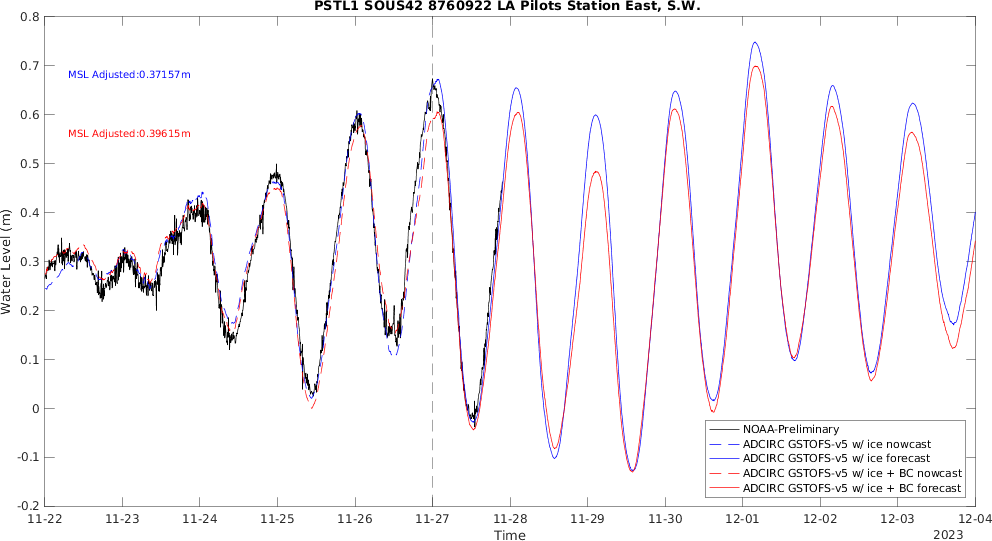 PSTL1 SOUS42 8760922 LA Pilots Station East, S.W.
0.8
0.7
0.6
0.5
0.4
0.3
0.2
0.1
0
-0.1
-0.2
Water Level (m)
MSL Adjusted:0.37157m
MSL Adjusted:0.39615m
NOAA-Preliminary
ADCIRC GSTOFS-v5 w/ ice nowcast
ADCIRC GSTOFS-v5 w/ ice forecast
ADCIRC GSTOFS-v5 w/ ice + BC nowcast
ADCIRC GSTOFS-v5 w/ ice + BC forecast
11-22 11-23 11-24 11-25 11-26 11-27 11-28 11-29 11-30 12-01 12-02 12-03 12-04
Time
2023